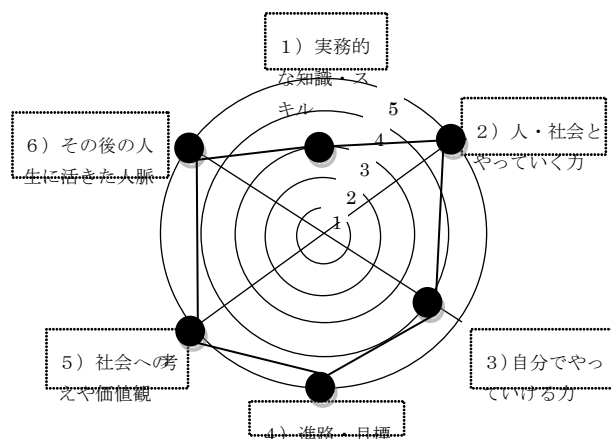 １）実務的
な知識・ス
キル
5
２）人・社会と
やっていく力
4
６）その後の人
生に活きた人脈
3
2
1
５）社会への考
えや価値観
３)自分でやっ
ていける力
４）進路・目標